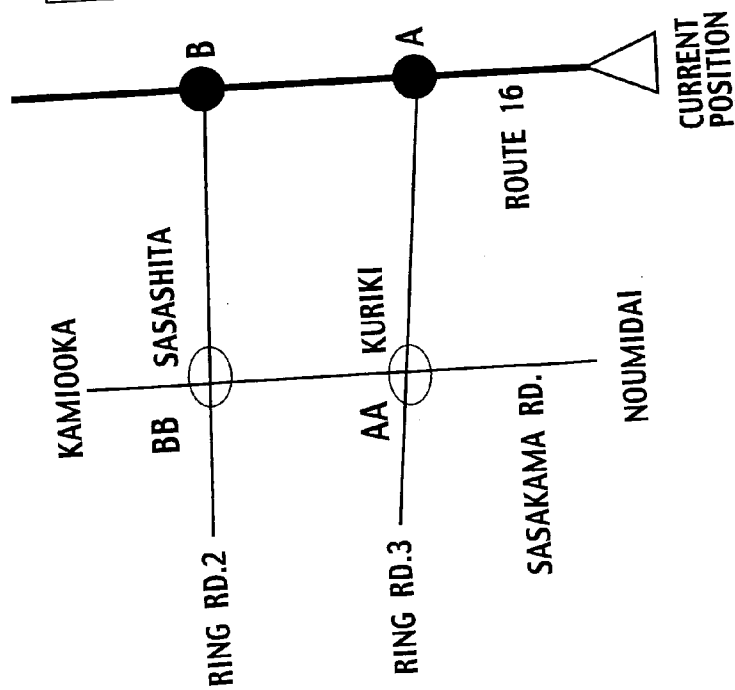 KAMIOOKA
B
BB
SASASHITA
RING RD.2
A
AA
KURIKI
RING RD.3
ROUTE 16
SASAKAMA RD.
NOUMIDAI
CURRENT
POSITION